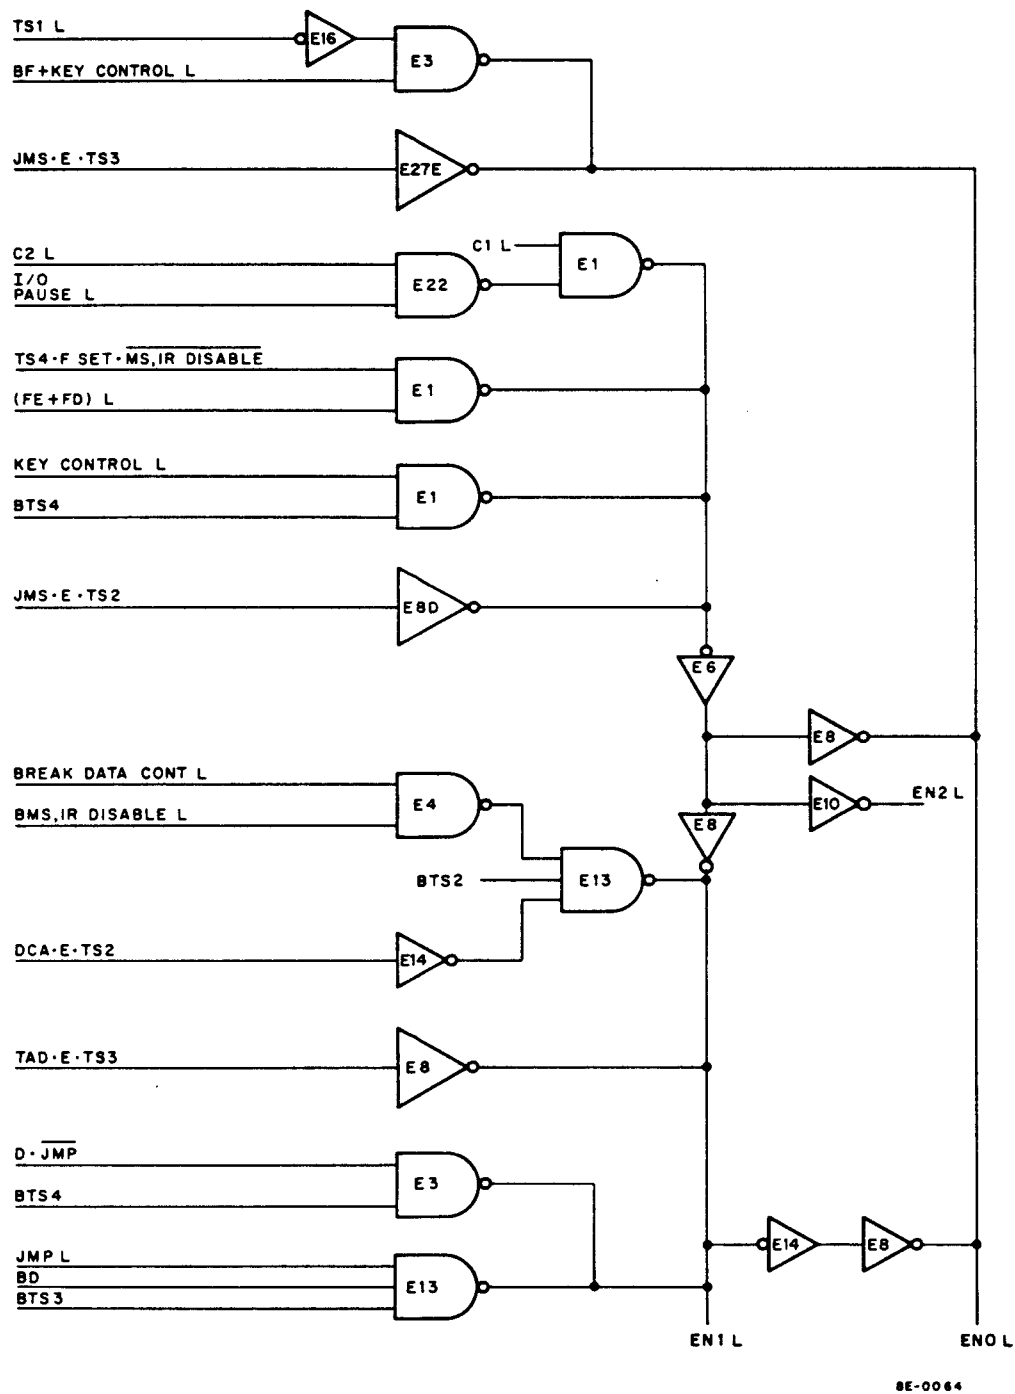 TS1 L
E16
E3
BF+KEY CONTROL L
JMS·E·TS3
E27E
C2 L
C1 L
E1
I/O
PAUSE L
E22
TS4·F SET·MS,IR DISABLE
E1
(FE+FD) L
KEY CONTROL L
E1
BTS4
JMS·E·TS2
E8D
E6
E8
BREAK DATA CONT L
E4
E10
EN2 L
BMS,IR DISABLE L
E8
BTS2
E13
DCA·E·TS2
E14
TAD·E·TS3
E8
D·JMP
E3
BTS4
E14
E8
JMP L
BD
E13
BTS3
EN1 L
EN0 L
8E-0064